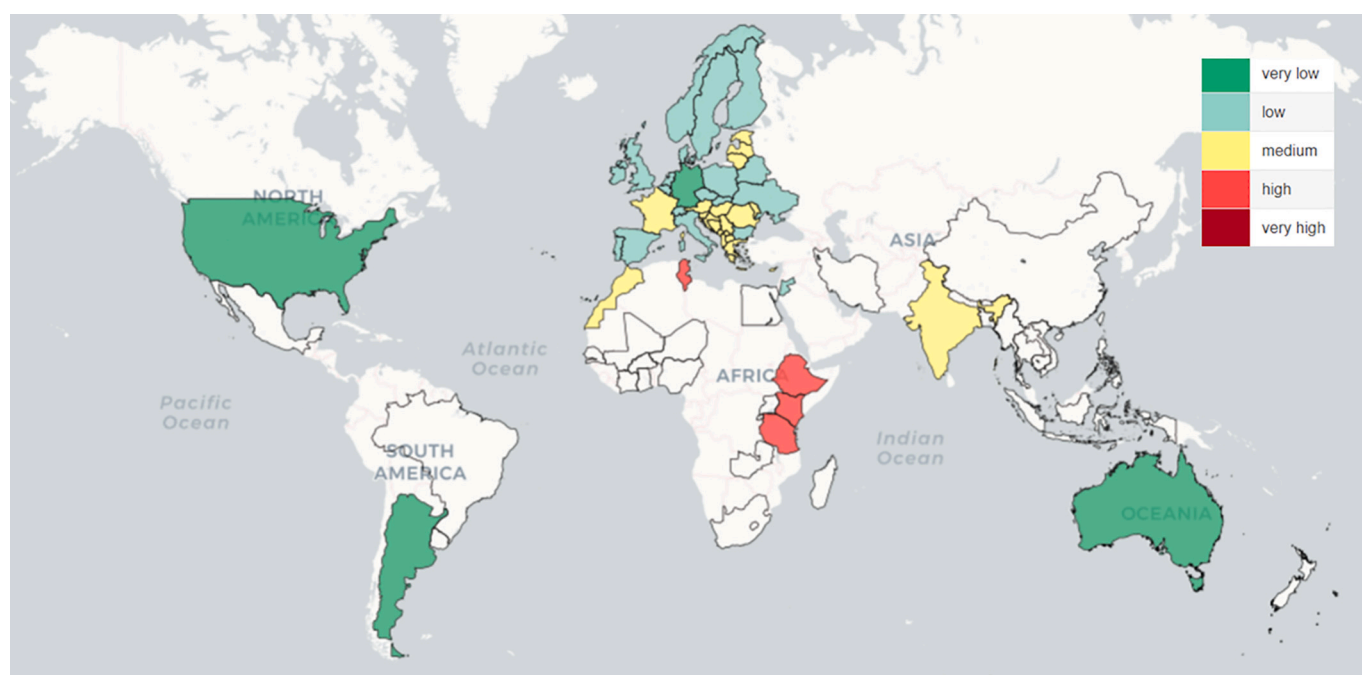 very low
low
medium
high
very high
NORTH
AMERICA
ASIA
Atlantic
Ocean
AFRICA
Pacific
Ocean
Indian
Ocean
SOUTH
AMERICA
OCEANIA